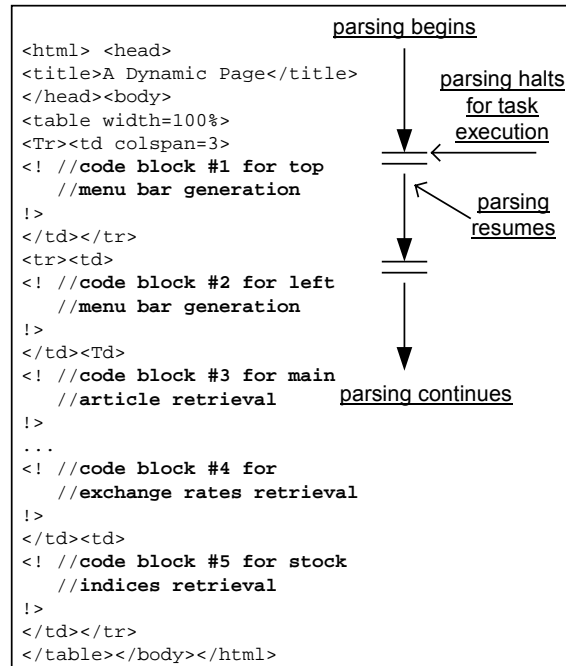 <html> <head>
<title>A Dynamic Page</title>
</head><body>
<table width=100%>
<Tr><td colspan=3>
<! //code block #1 for top
//menu bar generation
!>
</td></tr>
<tr><td>
<! //code block #2 for left
//menu bar generation
!>
</td><Td>
<! //code block #3 for main
//article retrieval
!>
...
<! //code block #4 for
//exchange rates retrieval
!>
</td><td>
<! //code block #5 for stock
//indices retrieval
!>
</td></tr>
</table></body></html>
parsing begins
parsing halts
for task
execution
parsing
resumes
parsing continues